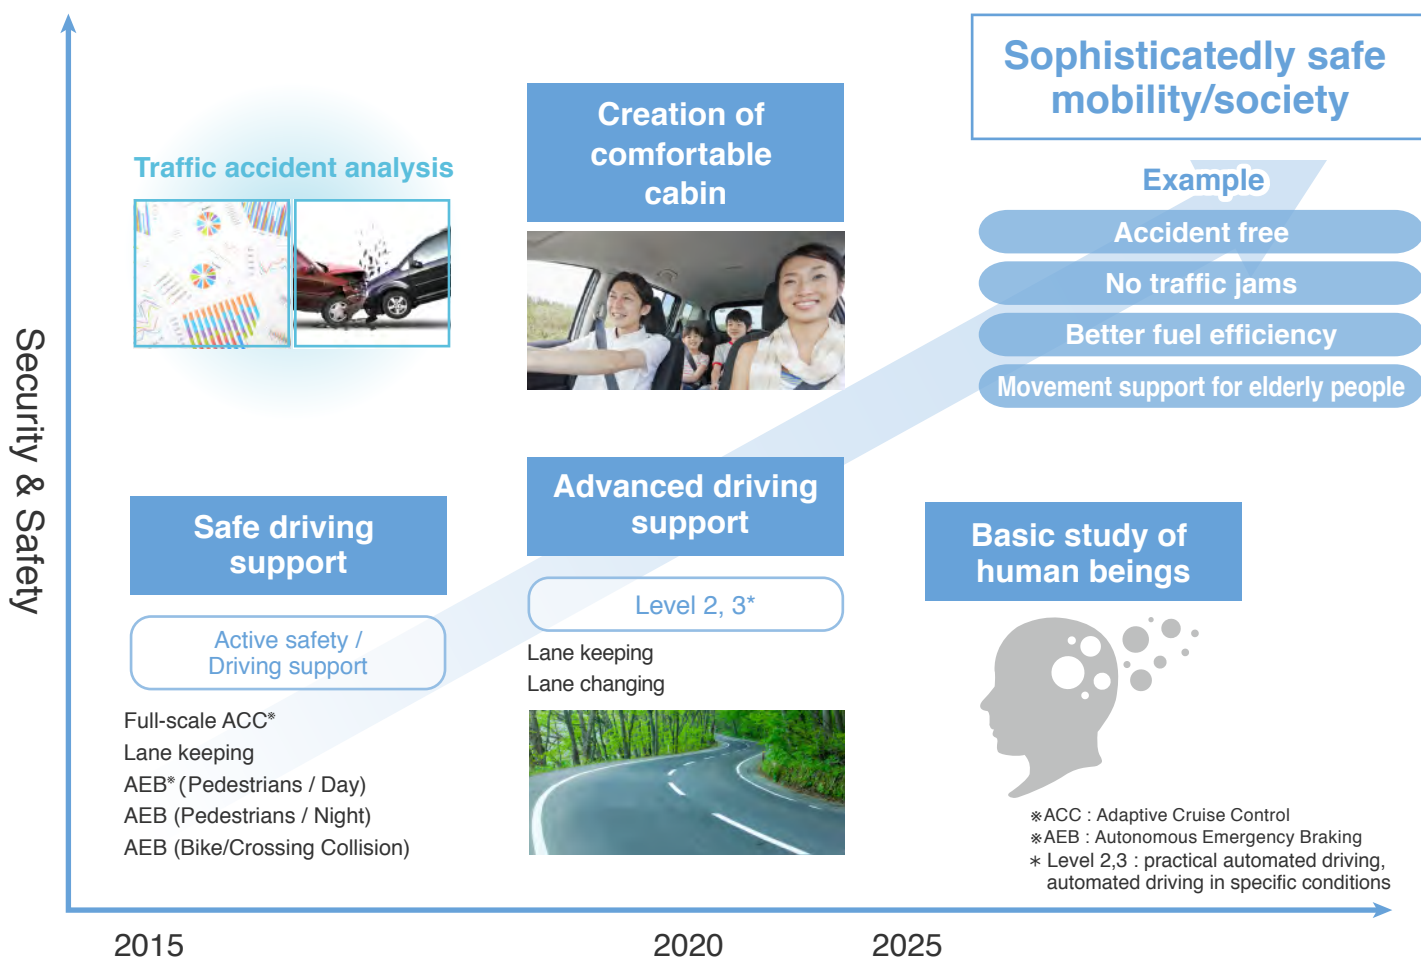 Sophisticatedly safe
mobility/society
Creation of
comfortable
cabin
Traffic accident analysis
Example
Accident free
No traffic jams
Better fuel efficiency
Movement support for elderly people
Security & Safety
Safe driving
support
Active safety /
Driving support
Full-scale ACC※
Lane keeping
AEB※ (Pedestrians / Day)
AEB (Pedestrians / Night)
AEB (Bike/Crossing Collision)
Advanced driving
support
Level 2, 3*
Lane keeping
Lane changing
Basic study of
human beings
※ACC : Adaptive Cruise Control
※AEB : Autonomous Emergency Braking
* Level 2,3 : practical automated driving,
automated driving in specific conditions
2015
2020
2025